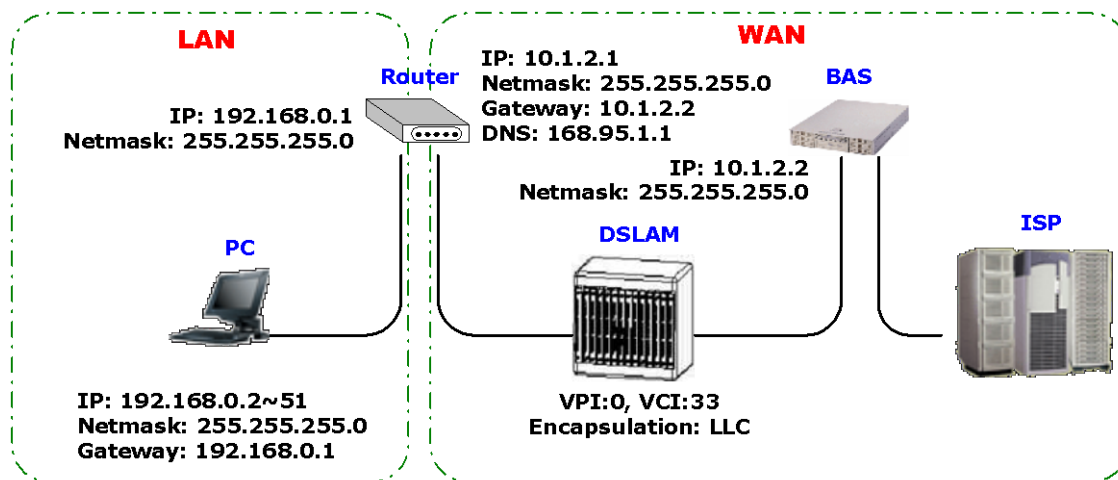 LAN
WAN
Router
IP: 192.168.0.1
Netmask: 255.255.255.0
IP: 10.1.2.1
Netmask: 255.255.255.0
Gateway: 10.1.2.2
DNS: 168.95.1.1
BAS
IP: 10.1.2.2
Netmask: 255.255.255.0
PC
DSLAM
ISP
IP: 192.168.0.2~51
Netmask: 255.255.255.0
Gateway: 192.168.0.1
VPI:0, VCI:33
Encapsulation: LLC